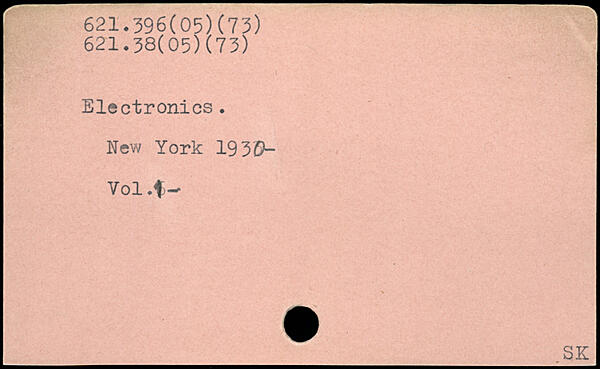 621.396(05)(73)
621.38(05)(73)
Electronics.
New York 1930-
Vol.1-
SK